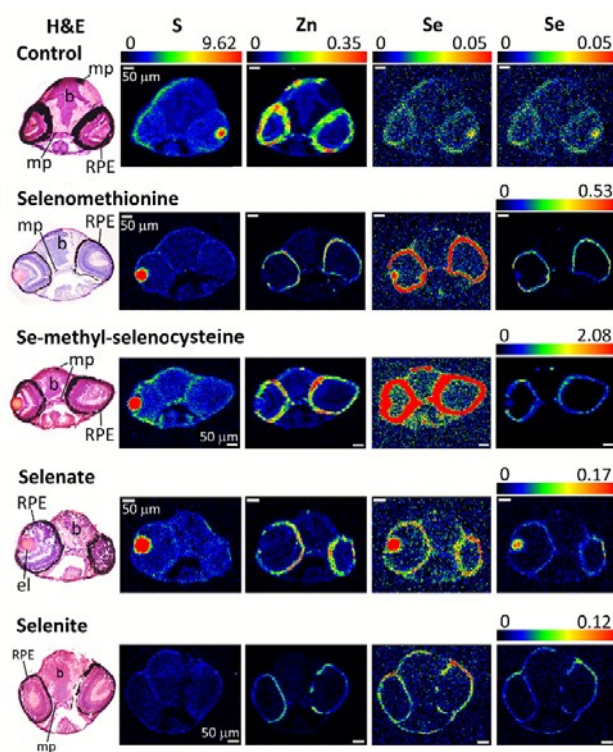 H&E S Zn Se Se
0 9.62 0 0.35 0 0.05 0 0.05
Control
mp
50 μm
b
mp RPE
Selenomethionine
0 0.53
mp RPE
50 μm
b
Se-methyl-selenocysteine
0 2.08
mp
b
50 μm
RPE
Selenate
0 0.17
RPE
50 μm
b
el
Selenite
0 0.12
RPE
b
50 μm
mp